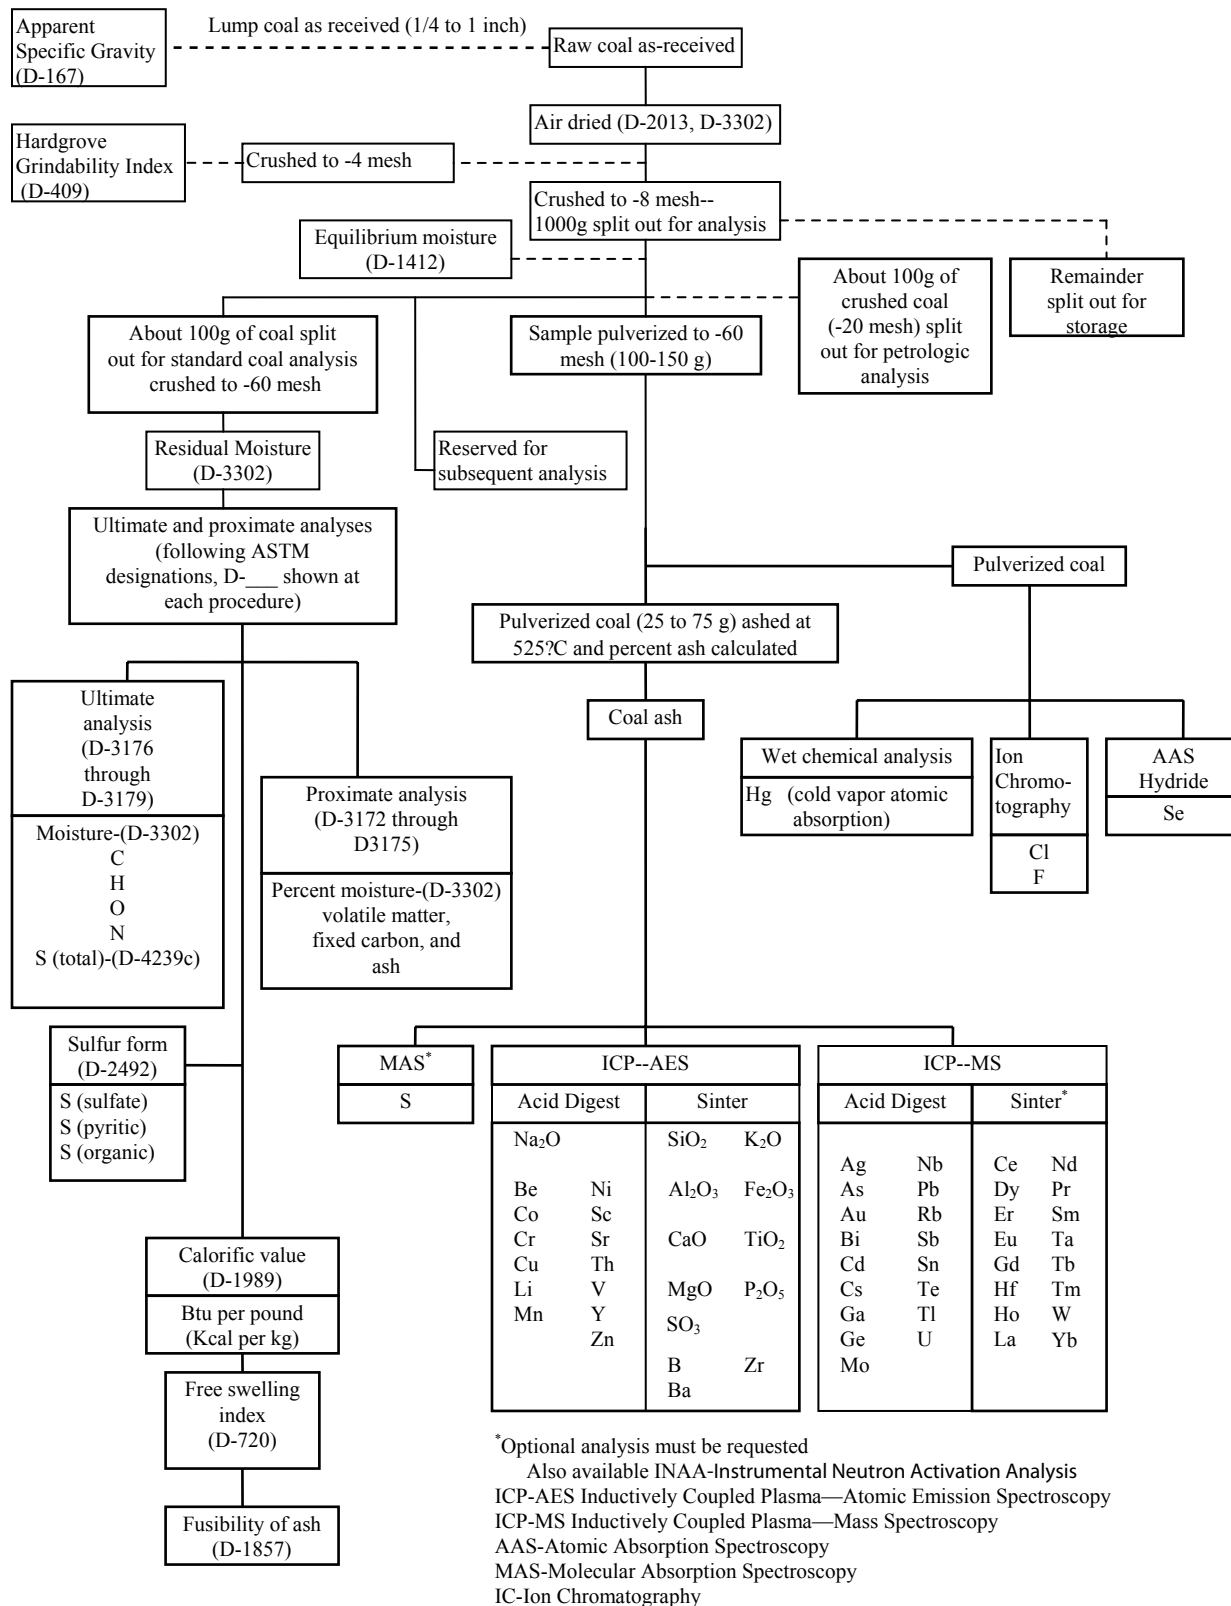 Apparent
Specific Gravity
(D-167)
Lump coal as received (1/4 to 1 inch)
Raw coal as-received
Air dried (D-2013, D-3302)
Hardgrove
Grindability Index
(D-409)
Crushed to -4 mesh
Crushed to -8 mesh--
1000g split out for analysis
Equilibrium moisture
(D-1412)
About 100g of
crushed coal
(-20 mesh) split
out for petrologic
analysis
Remainder
split out for
storage
About 100g of coal split
out for standard coal analysis
crushed to -60 mesh
Sample pulverized to -60
mesh (100-150 g)
Residual Moisture
(D-3302)
Reserved for
subsequent analysis
Ultimate and proximate analyses
(following ASTM
designations, D-___ shown at
each procedure)
Pulverized coal
Pulverized coal (25 to 75 g) ashed at
525?C and percent ash calculated
Coal ash
Ultimate
analysis
(D-3176
through
D-3179)
Moisture-(D-3302)
C
H
O
N
S (total)-(D-4239c)
Proximate analysis
(D-3172 through
D3175)
Percent moisture-(D-3302)
volatile matter,
fixed carbon, and
ash
Wet chemical analysis
Hg (cold vapor atomic
absorption)
Ion
Chromo-
tography
Cl
F
AAS
Hydride
Se
Sulfur form
(D-2492)
S (sulfate)
S (pyritic)
S (organic)
MAS*
S
ICP--AES
Acid Digest Sinter
Na₂O
Be Ni
Co Sc
Cr Sr
Cu Th
Li V
Mn Y
Zn
SiO₂ K₂O
Al₂O₃ Fe₂O₃
CaO TiO₂
MgO P₂O₅
SO₃
B Zr
Ba
ICP--MS
Acid Digest Sinter*
Ag Nb
As Pb
Au Rb
Bi Sb
Cd Sn
Cs Te
Ga Tl
Ge U
Mo
Ce Nd
Dy Pr
Er Sm
Eu Ta
Gd Tb
Hf Tm
Ho W
La Yb
Calorific value
(D-1989)
Btu per pound
(Kcal per kg)
Free swelling
index
(D-720)
Fusibility of ash
(D-1857)
*Optional analysis must be requested
Also available INAA-Instrumental Neutron Activation Analysis
ICP-AES Inductively Coupled Plasma—Atomic Emission Spectroscopy
ICP-MS Inductively Coupled Plasma—Mass Spectroscopy
AAS-Atomic Absorption Spectroscopy
MAS-Molecular Absorption Spectroscopy
IC-Ion Chromatography